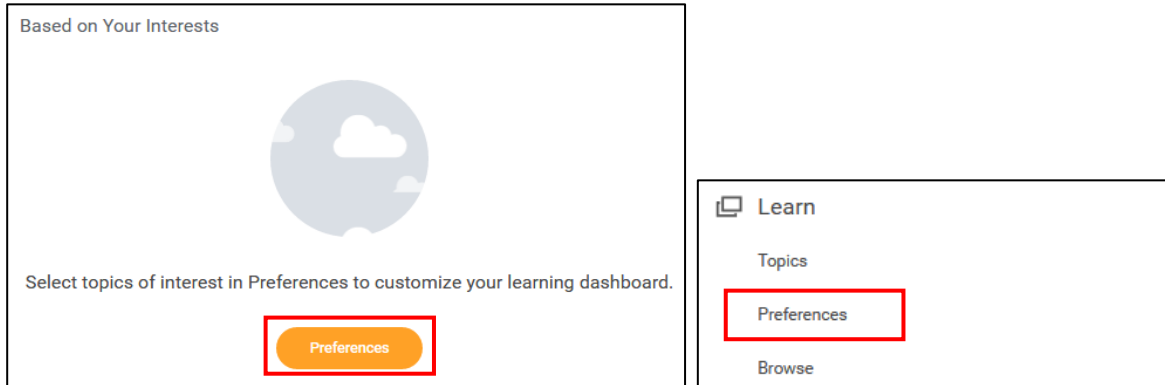 Based on Your Interests
Select topics of interest in Preferences to customize your learning dashboard.
Preferences
Learn
Topics
Preferences
Browse